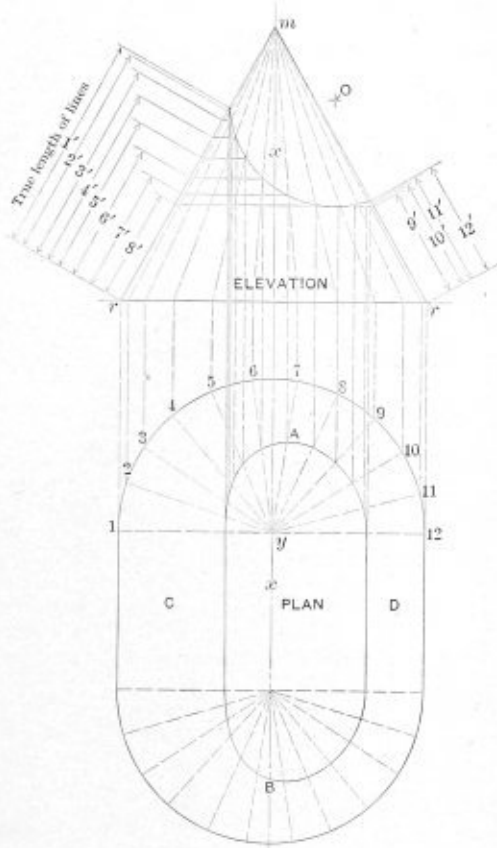 m
O
True length of lines
1'
2'
3'
4'
5'
6'
7'
8'
x
9'
11'
10'
12'
ELEVATION
r
r
1
2
3
4
5
6
7
8
9
10
11
12
A
y
x
C
PLAN
D
B